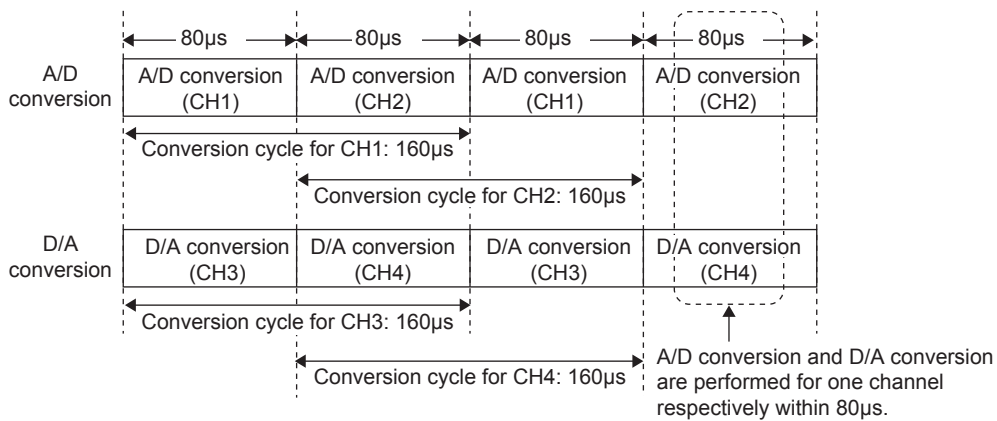 80µs 80µs 80µs 80µs
A/D conversion
A/D conversion (CH1)
A/D conversion (CH2)
A/D conversion (CH1)
A/D conversion (CH2)
Conversion cycle for CH1: 160µs
Conversion cycle for CH2: 160µs
D/A conversion
D/A conversion (CH3)
D/A conversion (CH4)
D/A conversion (CH3)
D/A conversion (CH4)
Conversion cycle for CH3: 160µs
Conversion cycle for CH4: 160µs
A/D conversion and D/A conversion
are performed for one channel
respectively within 80µs.